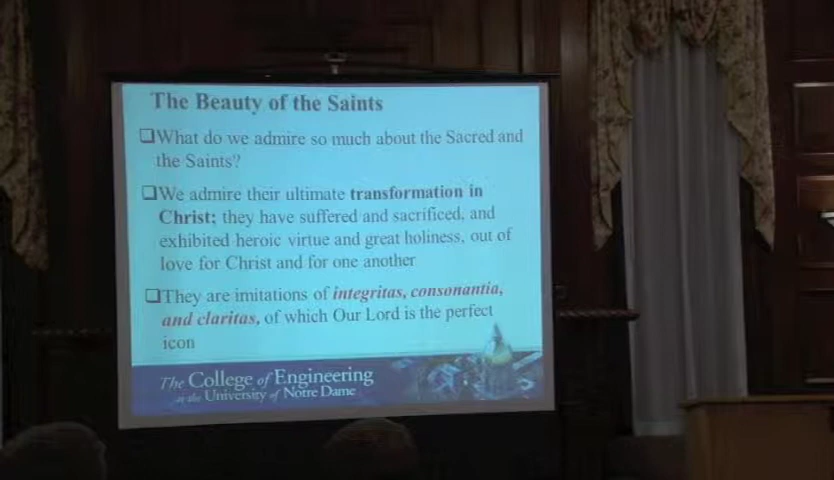 The Beauty of the Saints
❑What do we admire so much about the Sacred and
the Saints?
❑We admire their ultimate transformation in
Christ; they have suffered and sacrificed, and
exhibited heroic virtue and great holiness, out of
love for Christ and for one another
❑They are imitations of integritas, consonantia,
and claritas, of which Our Lord is the perfect
icon
The College of Engineering
at the University of Notre Dame